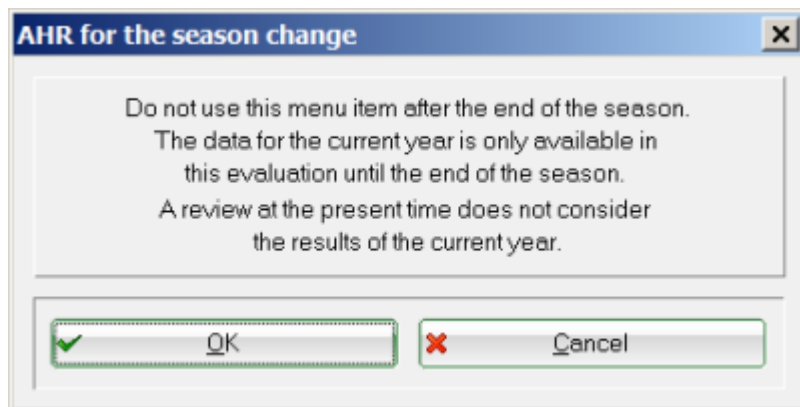 AHR for the season change
Do not use this menu item after the end of the season.
The data for the current year is only available in
this evaluation until the end of the season.
A review at the present time does not consider
the results of the current year.
OK
Cancel